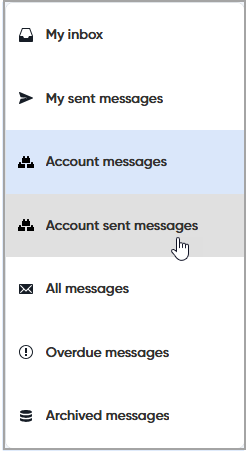 My inbox
My sent messages
Account messages
Account sent messages
All messages
Overdue messages
Archived messages